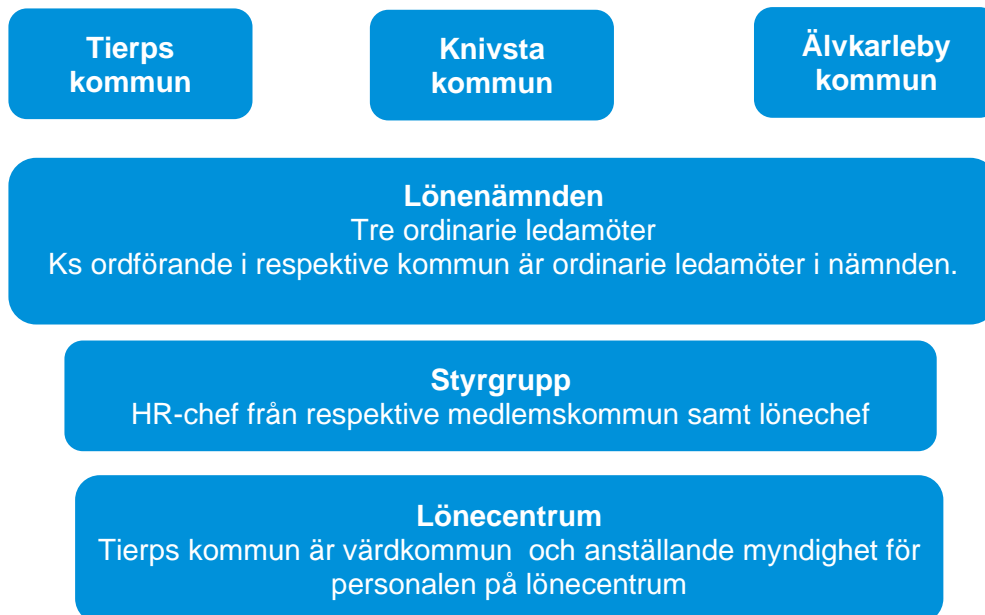 Tierps
kommun
Knivsta
kommun
Älvkarleby
kommun
Lönenämnden
Tre ordinarie ledamöter
Ks ordförande i respektive kommun är ordinarie ledamöter i nämnden.
Styrgrupp
HR-chef från respektive medlemskommun samt lönechef
Lönecentrum
Tierps kommun är värdkommun och anställande myndighet för
personalen på lönecentrum